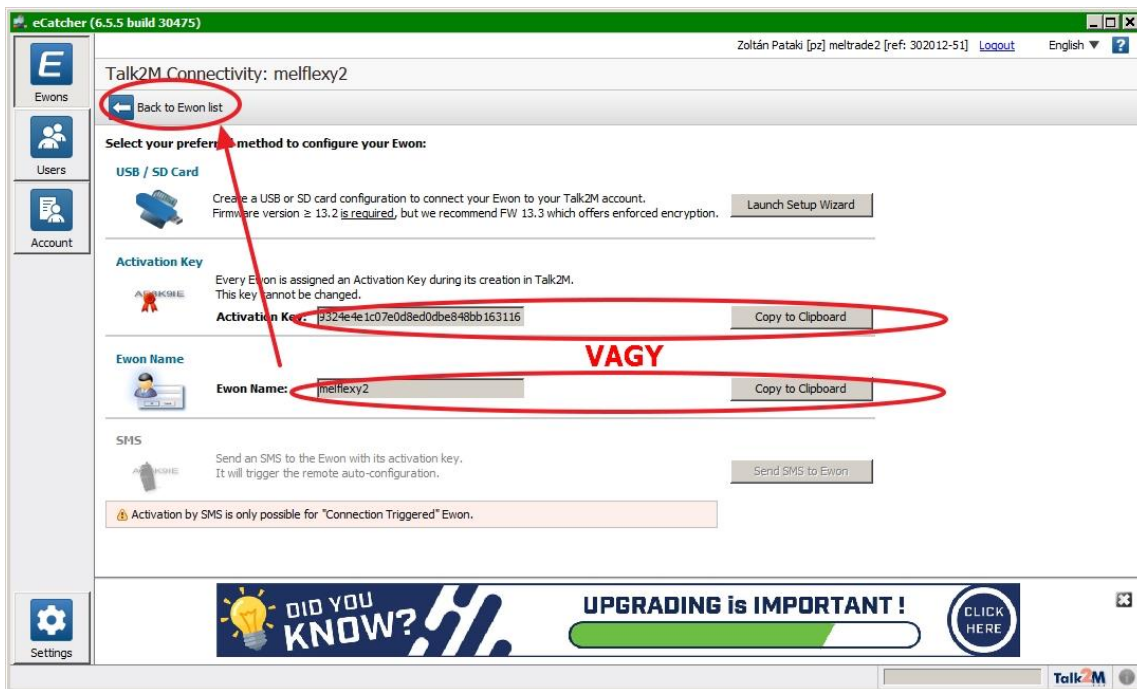 eCatcher (6.5.5 build 30475)
Zoltán Pataki [pz] meltrade2 [ref: 302012-51] Logout English ▼ ?
E
Ewons
Users
Account
Settings
Talk2M Connectivity: melflexy2
Back to Ewon list
Select your preferred method to configure your Ewon:
USB / SD Card
Create a USB or SD card configuration to connect your Ewon to your Talk2M account.
Firmware version ≥ 13.2 is required, but we recommend FW 13.3 which offers enforced encryption.
Launch Setup Wizard
Activation Key
Every Ewon is assigned an Activation Key during its creation in Talk2M.
This key cannot be changed.
Activation Key: 9324e4e1c07e0d8ed0dbe848bb163116 Copy to Clipboard
VAGY
Ewon Name
Ewon Name: melflexy2 Copy to Clipboard
SMS
Send an SMS to the Ewon with its activation key.
It will trigger the remote auto-configuration.
Send SMS to Ewon
Activation by SMS is only possible for "Connection Triggered" Ewon.
DID YOU
KNOW?
UPGRADING iS IMPORTANT!
CLICK
HERE
Talk2M